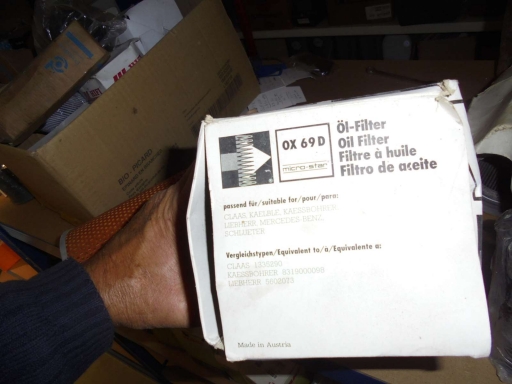 OX 69 D
micro-star
Öl-Filter
Oil Filter
Filtre à huile
Filtro de aceite
passend für/suitable for/pour/para:
CLAAS KAELBLE
LIEBHERR MERCEDES-BENZ
SCHLUETER
Vergleichstypen/Equivalent to/à/Equivalente a:
CLAAS
LIEBHERR
Made in Austria